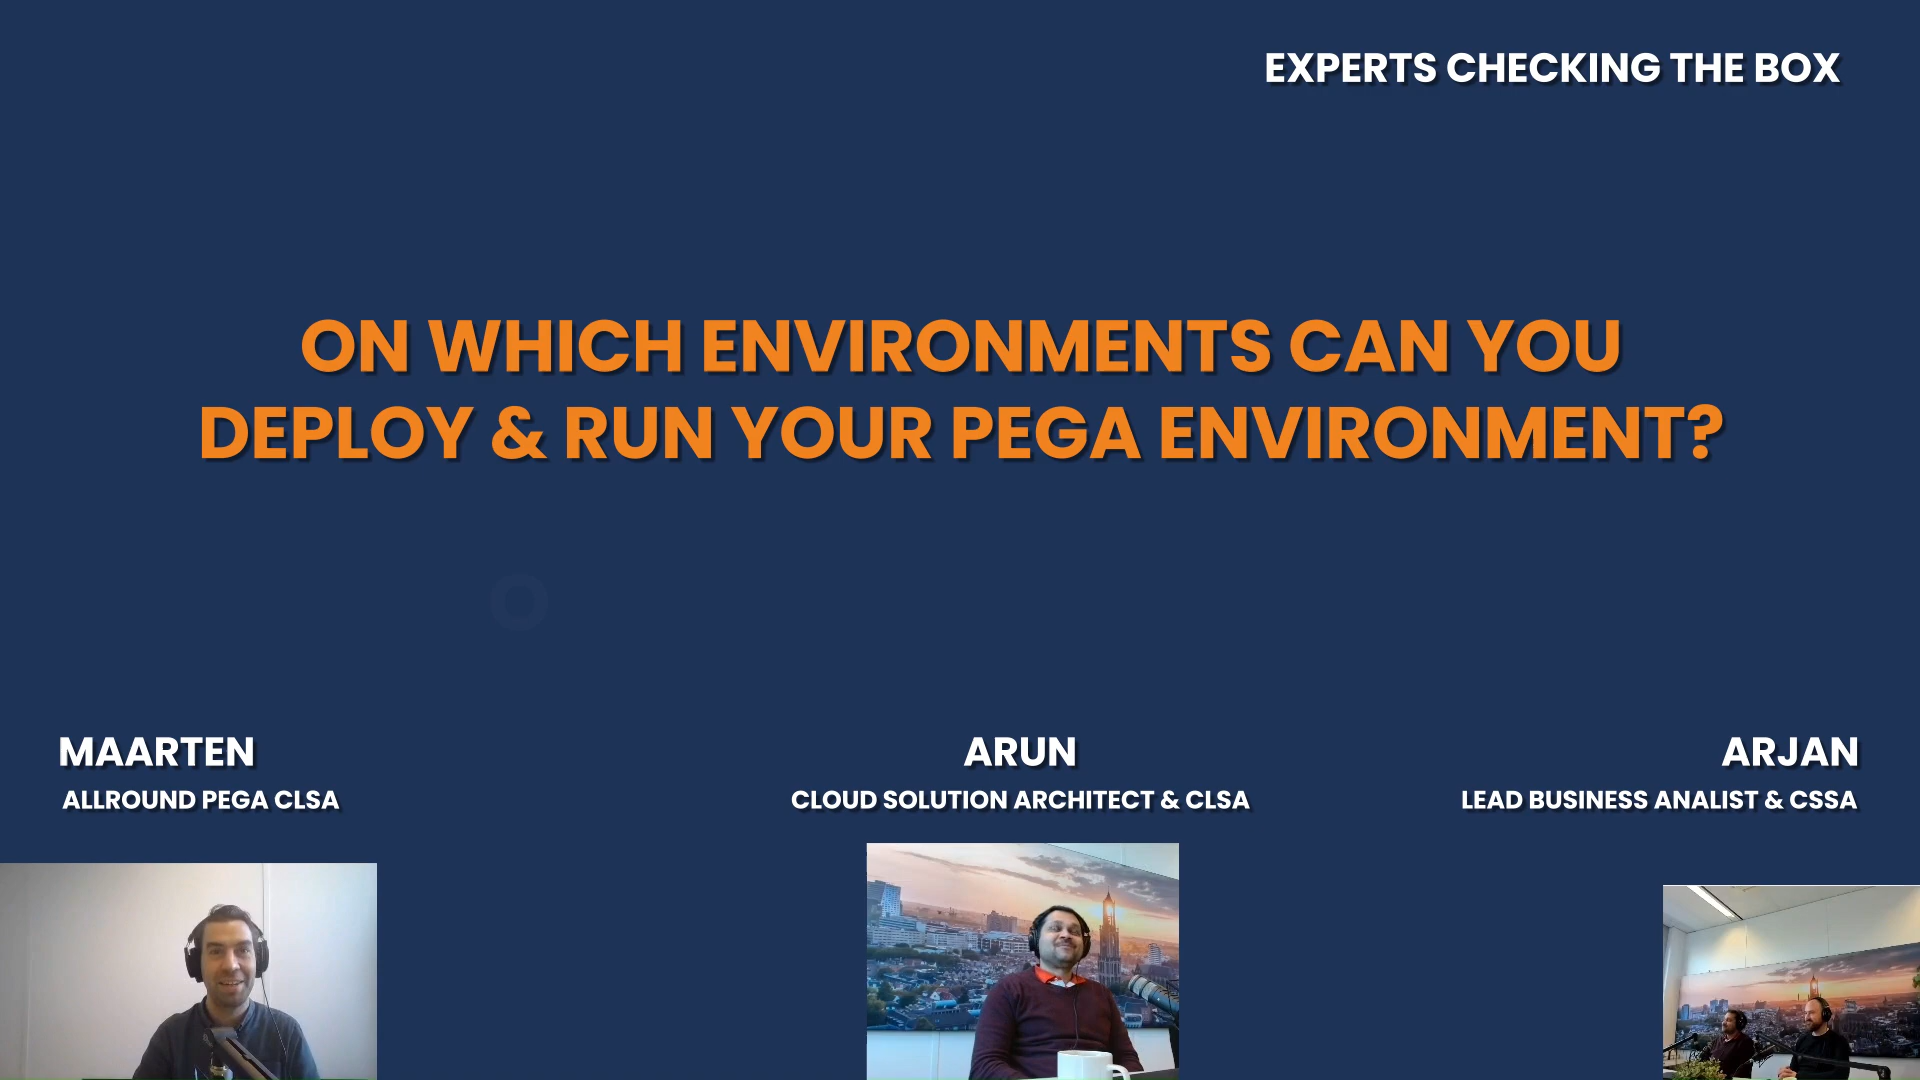 EXPERTS CHECKING THE BOX
ON WHICH ENVIRONMENTS CAN YOU
DEPLOY & RUN YOUR PEGA ENVIRONMENT?
O
MAARTEN
ALLROUND PEGA CLSA
ARUN
CLOUD SOLUTION ARCHITECT & CLSA
ARJAN
LEAD BUSINESS ANALIST & CSSA